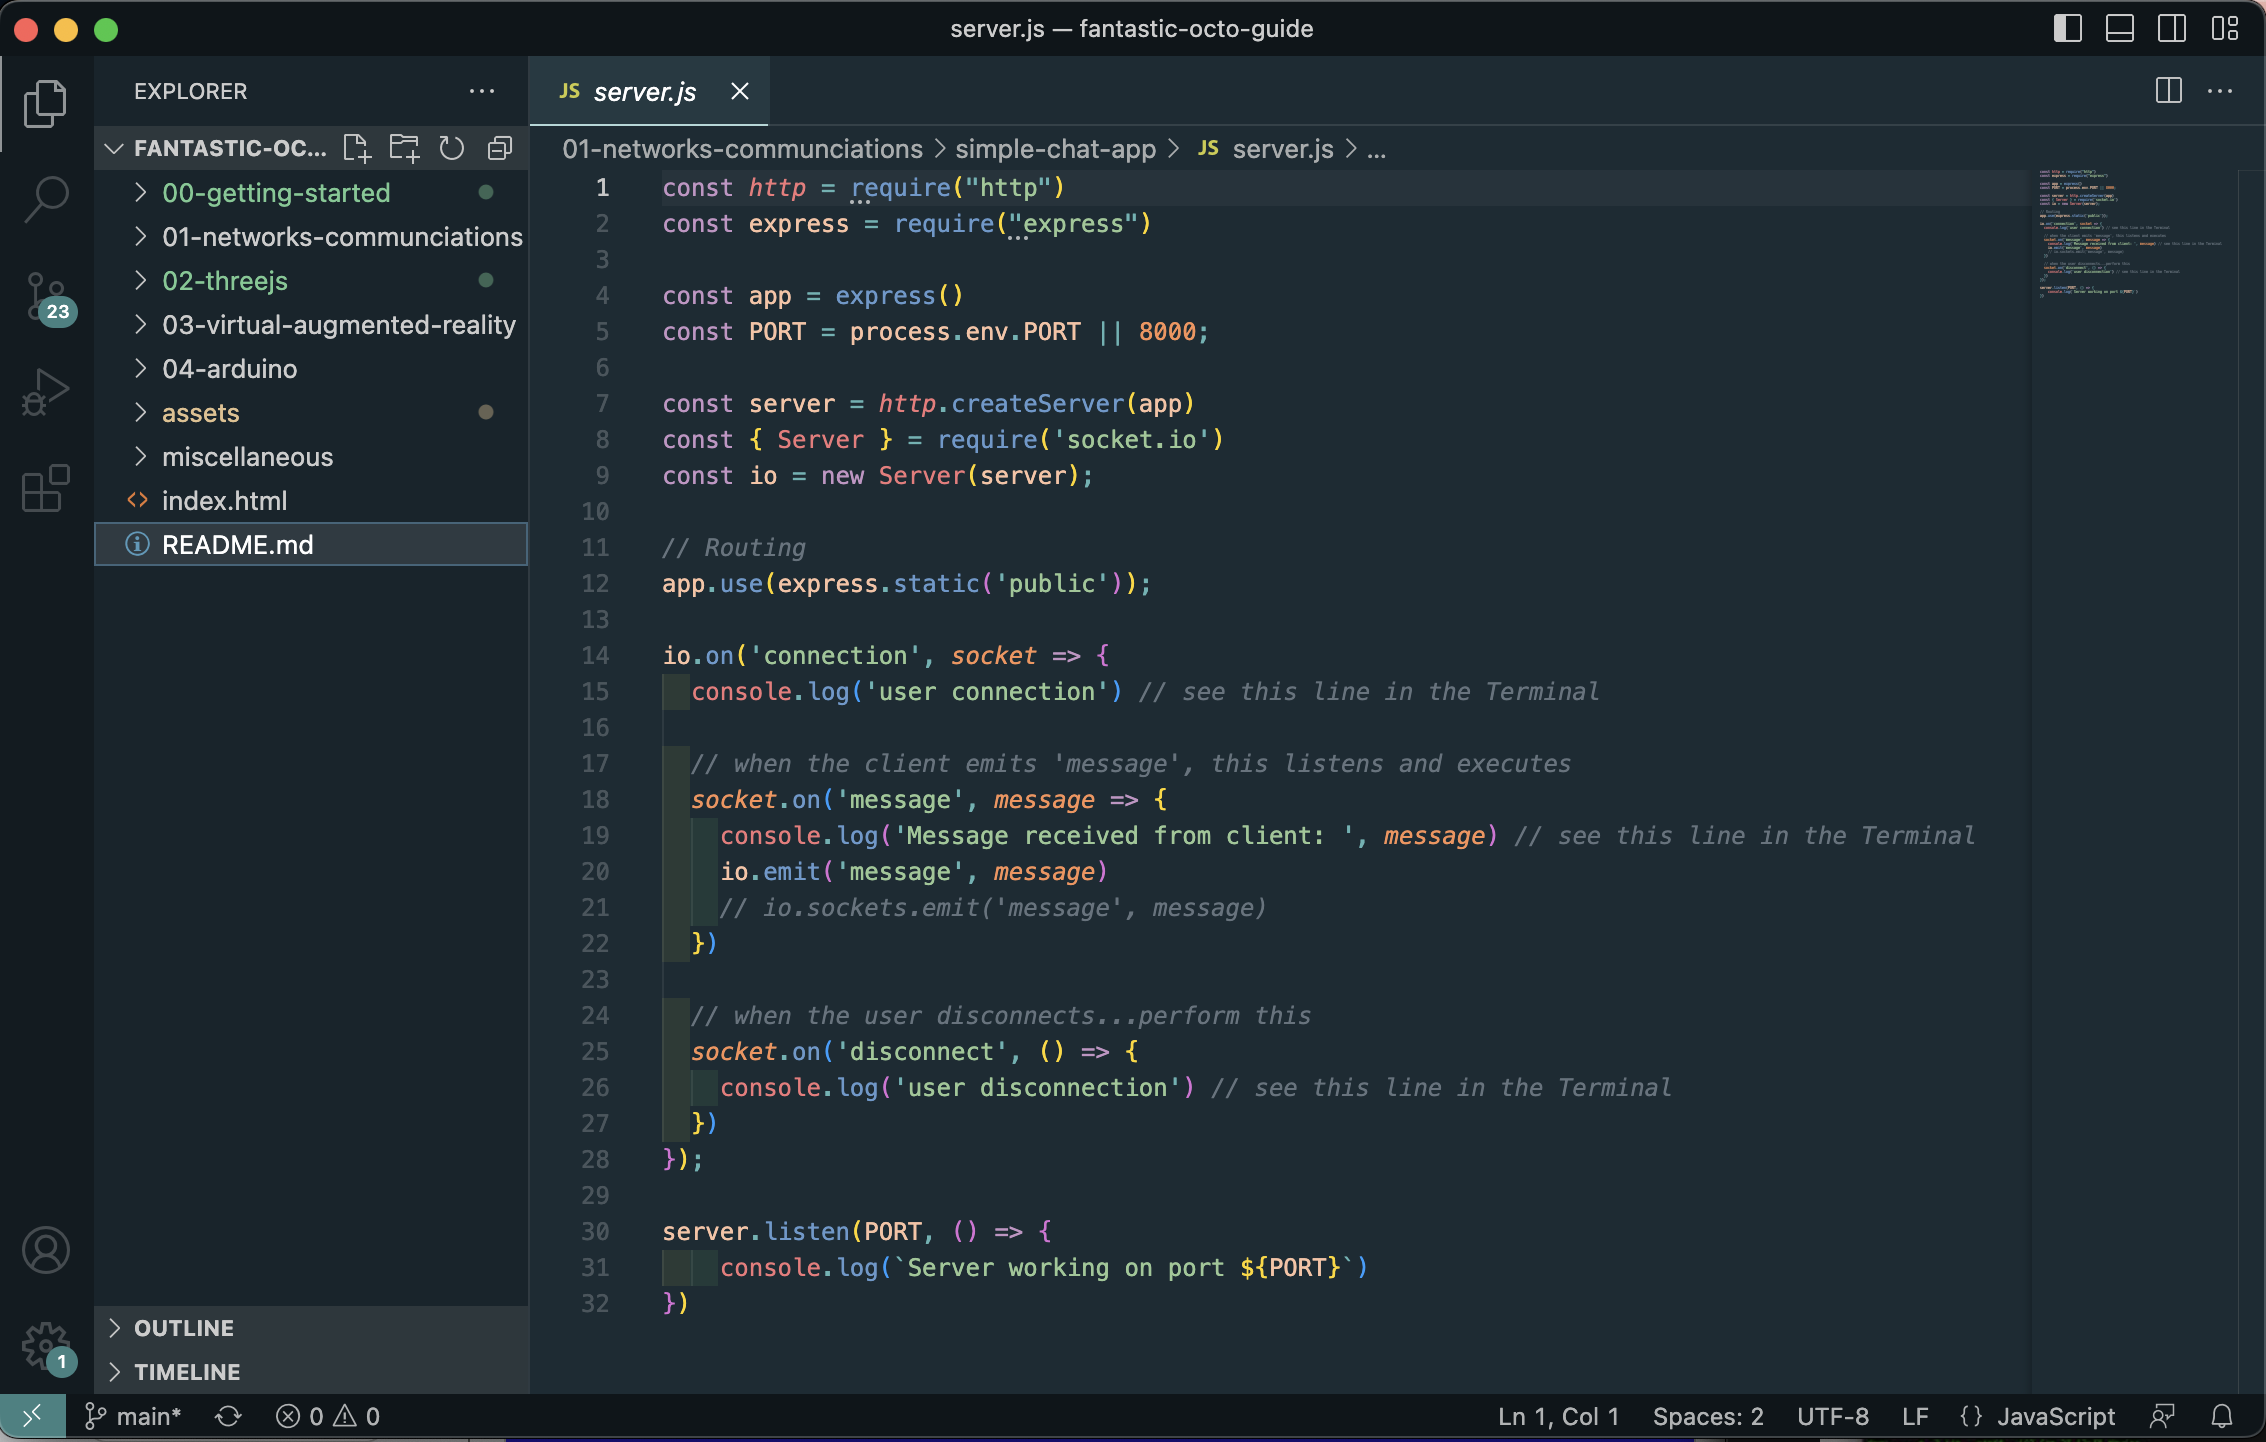 server.js — fantastic-octo-guide
EXPLORER
JS server.js
FANTASTIC-OC...
01-networks-communciations > simple-chat-app > JS server.js > ...
00-getting-started
01-networks-communciations
02-threejs
03-virtual-augmented-reality
04-arduino
assets
miscellaneous
index.html
README.md
23
1
OUTLINE
TIMELINE
1 const http = require("http")
2 const express = require("express")
3
4 const app = express()
5 const PORT = process.env.PORT || 8000;
6
7 const server = http.createServer(app)
8 const { Server } = require('socket.io')
9 const io = new Server(server);
10
11 // Routing
12 app.use(express.static('public'));
13
14 io.on('connection', socket => {
15   console.log('user connection') // see this line in the Terminal
16
17   // when the client emits 'message', this listens and executes
18   socket.on('message', message => {
19     console.log('Message received from client: ', message) // see this line in the Terminal
20     io.emit('message', message)
21     // io.sockets.emit('message', message)
22   })
23
24   // when the user disconnects...perform this
25   socket.on('disconnect', () => {
26     console.log('user disconnection') // see this line in the Terminal
27   })
28 });
29
30 server.listen(PORT, () => {
31     console.log(`Server working on port ${PORT}`)
32 })
main* 0 0 Ln 1, Col 1 Spaces: 2 UTF-8 LF {} JavaScript